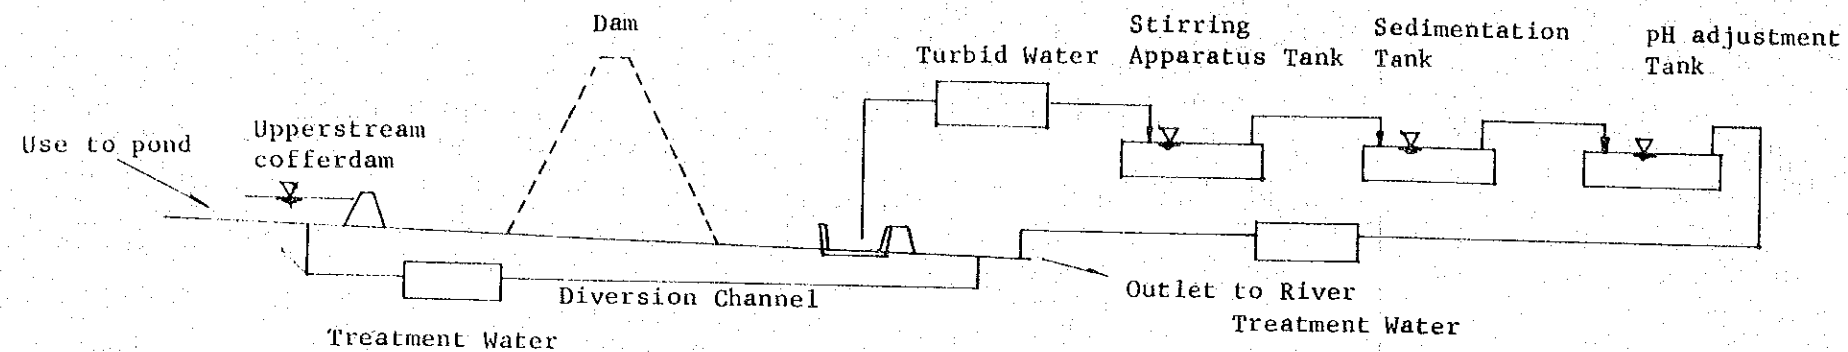 Dam
Stirring
Apparatus Tank
Sedimentation
Tank
pH adjustment
Tank
Turbid Water
Use to pond
Upperstream
cofferdam
Diversion Channel
Outlet to River
Treatment Water
Treatment Water